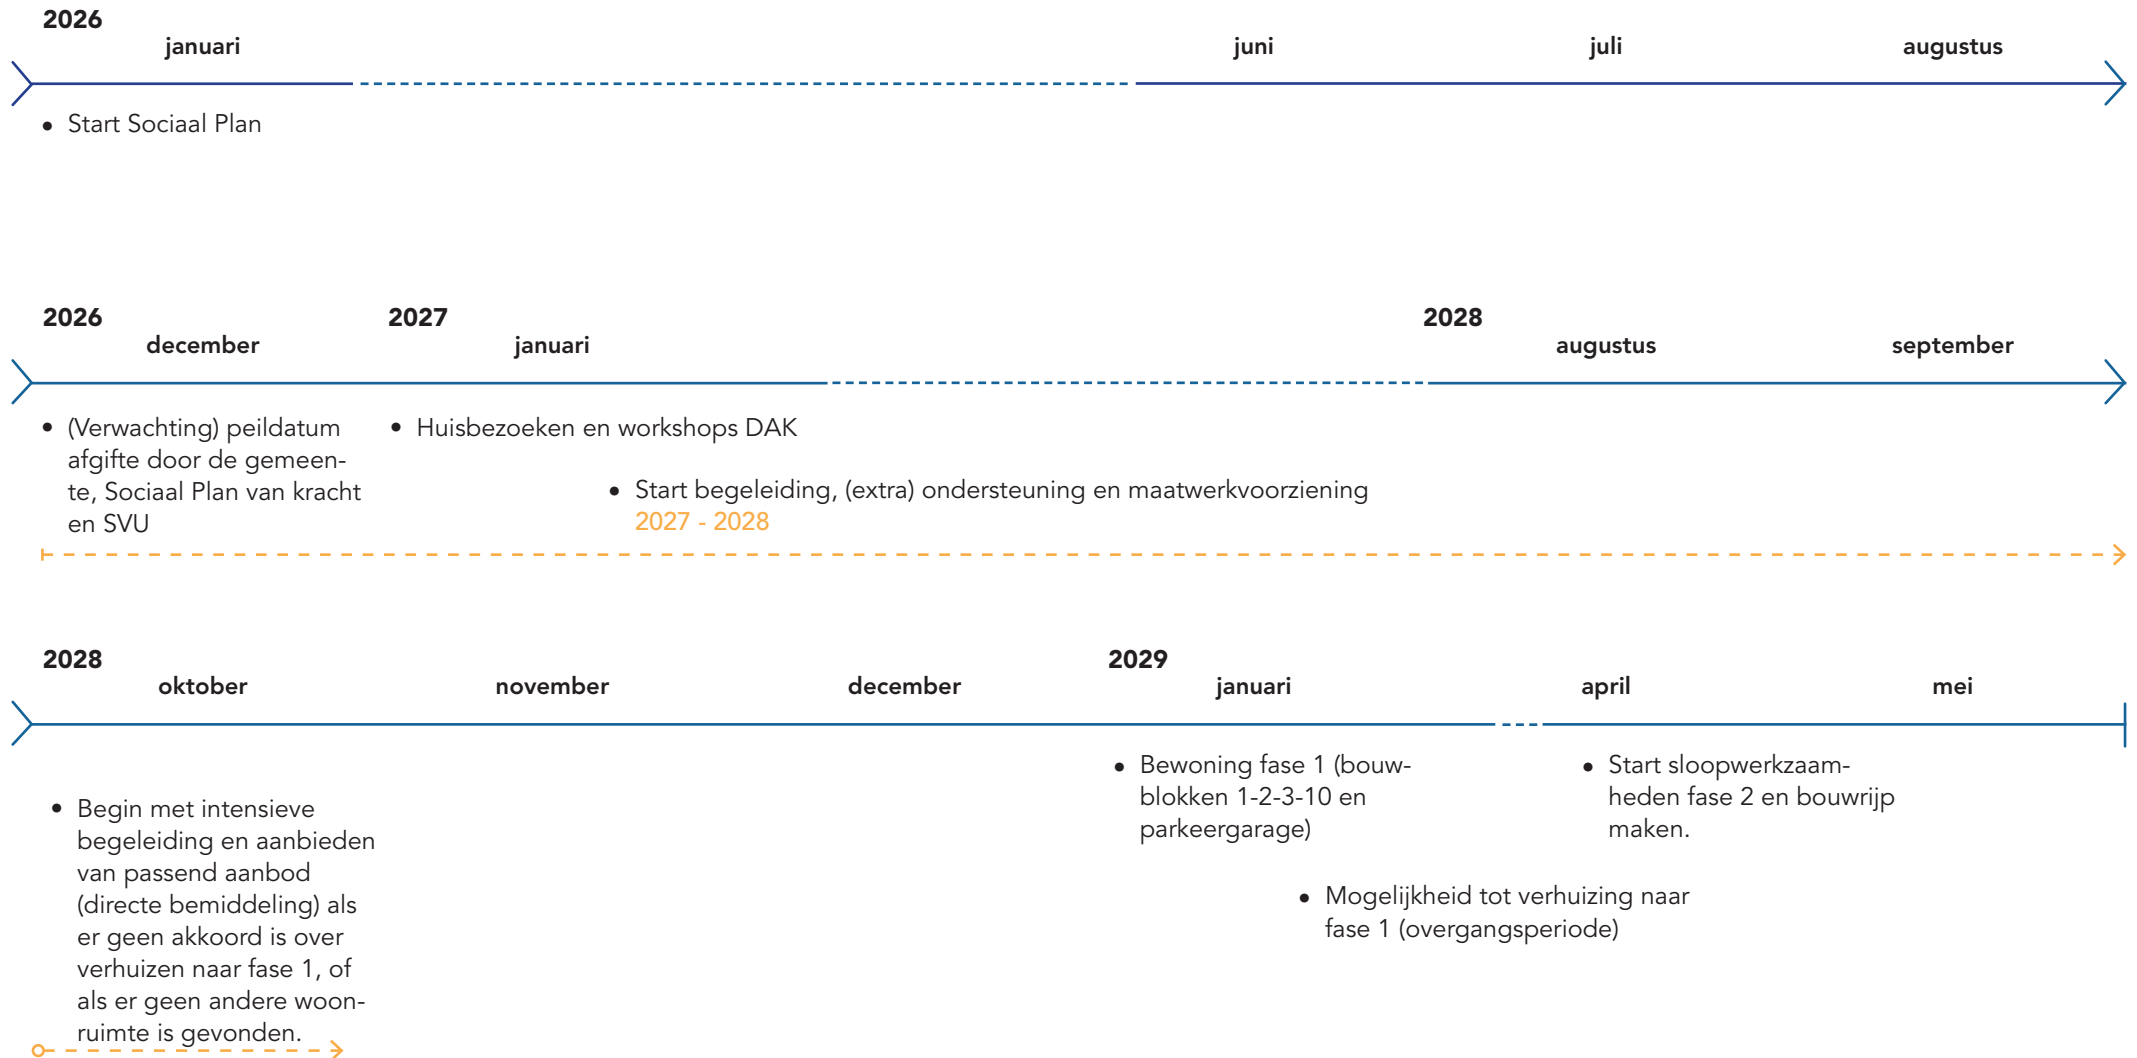 2026
januari
juni
juli
augustus
• Start Sociaal Plan
2026
2027
2028
december
januari
augustus
september
• (Verwachting) peildatum
afgifte door de gemeen-
te, Sociaal Plan van kracht
en SVU
• Huisbezoeken en workshops DAK
• Start begeleiding, (extra) ondersteuning en maatwerkvoorziening
2027 - 2028
2028
2029
oktober
november
december
januari
april
mei
• Begin met intensieve
begeleiding en aanbieden
van passend aanbod
(directe bemiddeling) als
er geen akkoord is over
verhuizen naar fase 1, of
als er geen andere woon-
ruimte is gevonden.
• Bewoning fase 1 (bouw-
blokken 1-2-3-10 en
parkeergarage)
• Mogelijkheid tot verhuizing naar
fase 1 (overgangsperiode)
• Start sloopwerkzaam-
heden fase 2 en bouwrijp
maken.